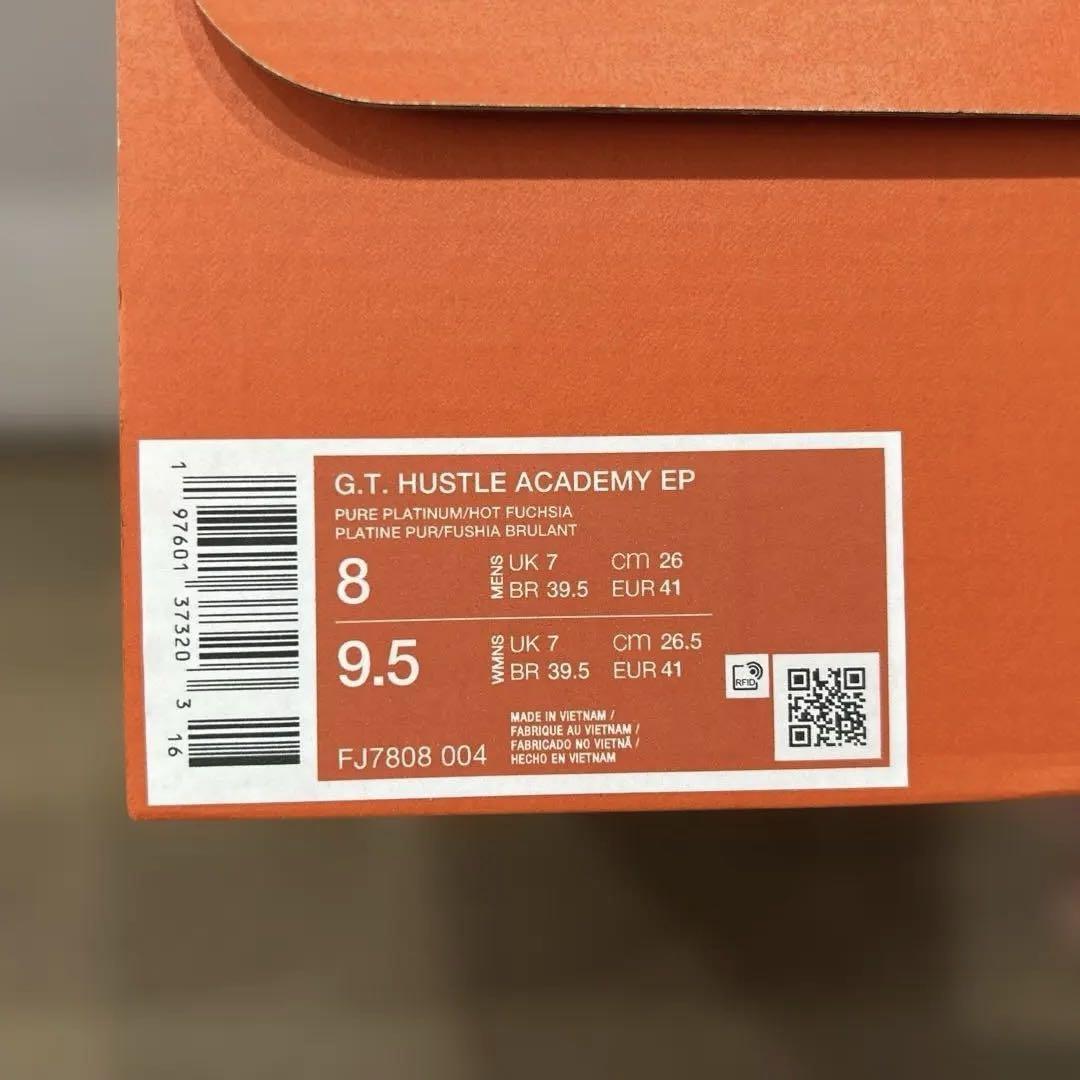 G.T. HUSTLE ACADEMY EP
PURE PLATINUM/HOT FUCHSIA
PLATINE PUR/FUSHIA BRULANT
8 MENS UK 7 cm 26
BR 39.5 EUR 41
9.5 WMNS UK 7 cm 26.5
BR 39.5 EUR 41
RFID
MADE IN VIETNAM /
FABRIQUE AU VIETNAM /
FABRICADO NO VIETNÃ /
HECHO EN VIETNAM
FJ7808 004
1 97601 37320 3 16